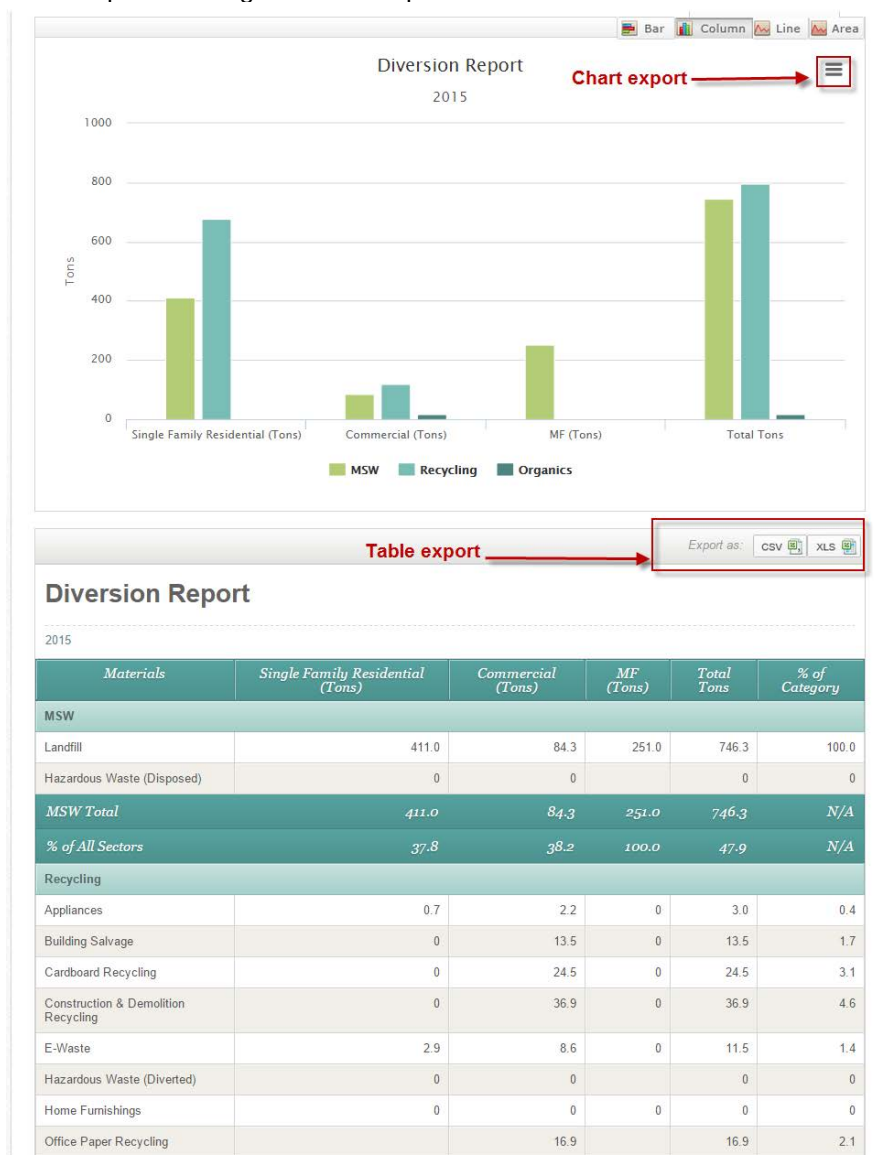 Bar Column Line Area
Diversion Report
2015
Chart export
1000
800
600
400
200
0
Tons
Single Family Residential (Tons) Commercial (Tons) MF (Tons) Total Tons
MSW Recycling Organics
Table export
Export as: CSV XLS
Diversion Report
2015
Materials Single Family Residential (Tons) Commercial (Tons) MF (Tons) Total Tons % of Category
MSW
Landfill 411.0 84.3 251.0 746.3 100.0
Hazardous Waste (Disposed) 0 0 0 0
MSW Total 411.0 84.3 251.0 746.3 N/A
% of All Sectors 37.8 38.2 100.0 47.9 N/A
Recycling
Appliances 0.7 2.2 0 3.0 0.4
Building Salvage 0 13.5 0 13.5 1.7
Cardboard Recycling 0 24.5 0 24.5 3.1
Construction & Demolition Recycling 0 36.9 0 36.9 4.6
E-Waste 2.9 8.6 0 11.5 1.4
Hazardous Waste (Diverted) 0 0 0 0
Home Furnishings 0 0 0 0 0
Office Paper Recycling 16.9 16.9 2.1